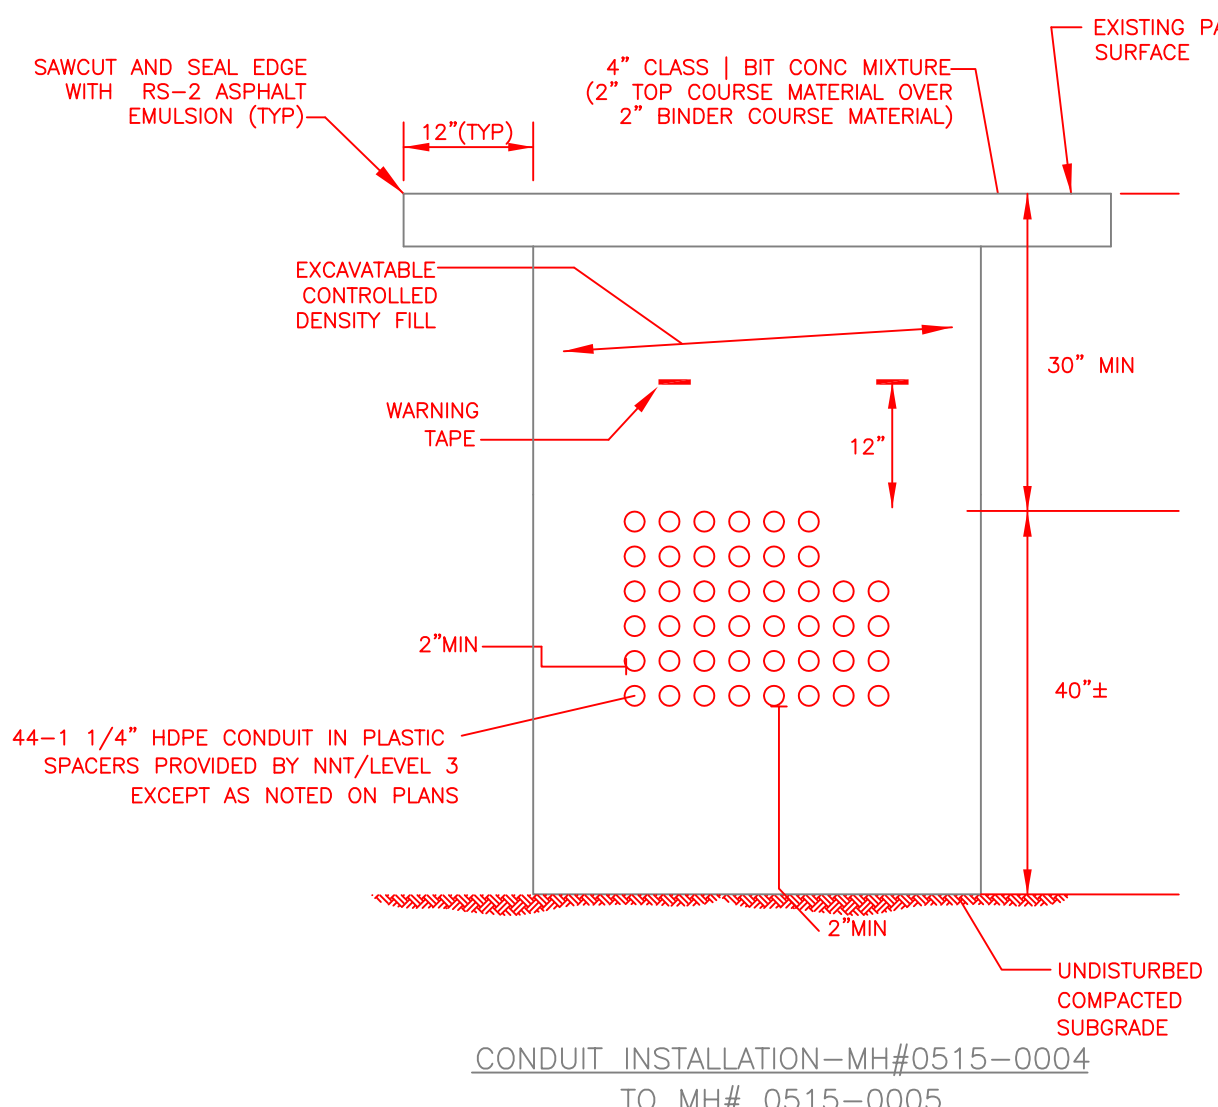 EXISTING
SURFACE
SAWCUT AND SEAL EDGE
WITH RS-2 ASPHALT
EMULSION (TYP)
4" CLASS | BIT CONC MIXTURE
(2" TOP COURSE MATERIAL OVER
2" BINDER COURSE MATERIAL)
12"(TYP)
EXCAVATABLE
CONTROLLED
DENSITY FILL
30" MIN
WARNING
TAPE
12"
2"MIN
40"±
44-1 1/4" HDPE CONDUIT IN PLASTIC
SPACERS PROVIDED BY NNT/LEVEL 3
EXCEPT AS NOTED ON PLANS
2"MIN
UNDISTURBED
COMPACTED
SUBGRADE
CONDUIT INSTALLATION-MH#0515-0004
TO MH# 0515-0005